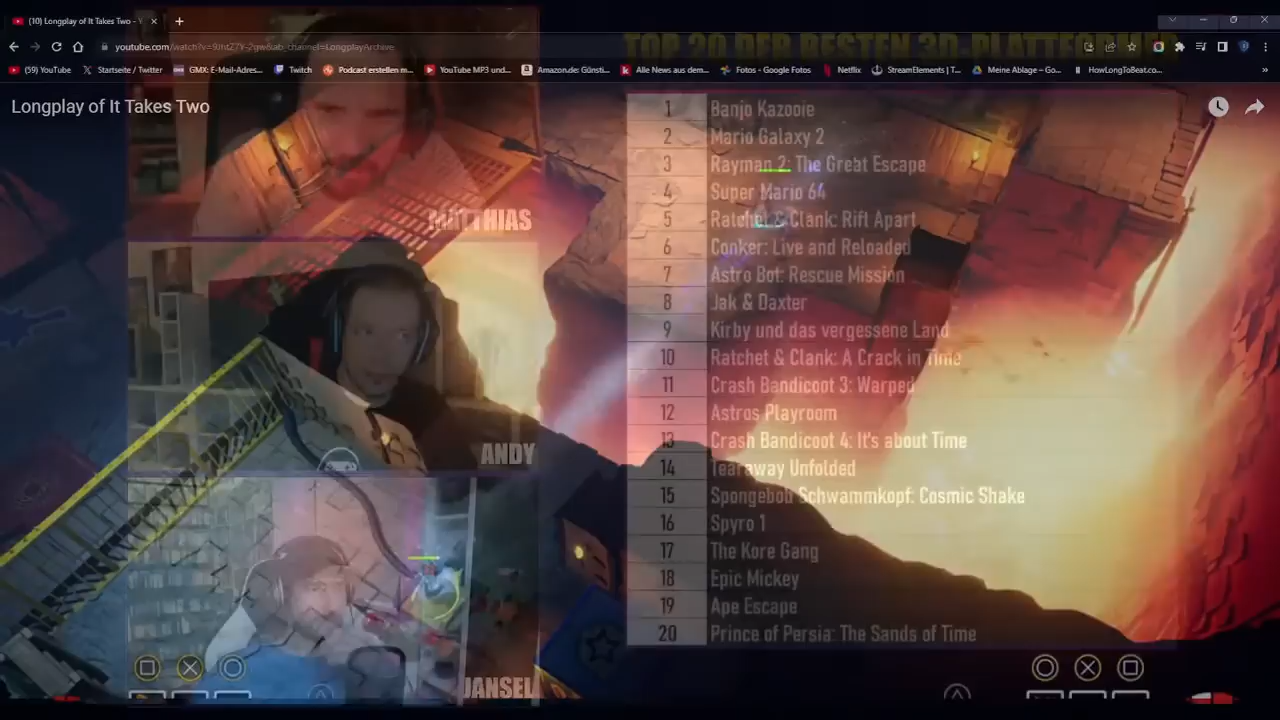 (10) Longplay of It Takes Two -
TOP 20 DER BESTEN 3D PLATTFORMER
youtube.com/watch?v=9JhtZ7Y-2gw&ab_channel=LongplayArchive
(59) YouTube
Startseite / Twitter
GMX: E-Mail-Adres...
Twitch
Podcast erstellen m...
YouTube MP3 und...
Amazon.de: Günsti...
Alle News aus dem...
Fotos - Google Fotos
Netflix
StreamElements | T...
Meine Ablage – Go...
HowLongToBeat.co...
Longplay of It Takes Two
1 Banjo Kazooie
2 Mario Galaxy 2
3 Rayman 2: The Great Escape
4 Super Mario 64
5 Ratchet & Clank: Rift Apart
6 Conker: Live and Reloaded
7 Astro Bot: Rescue Mission
8 Jak & Daxter
9 Kirby und das vergessene Land
10 Ratchet & Clank: A Crack in Time
11 Crash Bandicoot 3: Warped
12 Astros Playroom
13 Crash Bandicoot 4: It's about Time
14 Tearaway Unfolded
15 Spongebob Schwammkopf: Cosmic Shake
16 Spyro 1
17 The Kore Gang
18 Epic Mickey
19 Ape Escape
20 Prince of Persia: The Sands of Time
MATTHIAS
ANDY
JANSEL